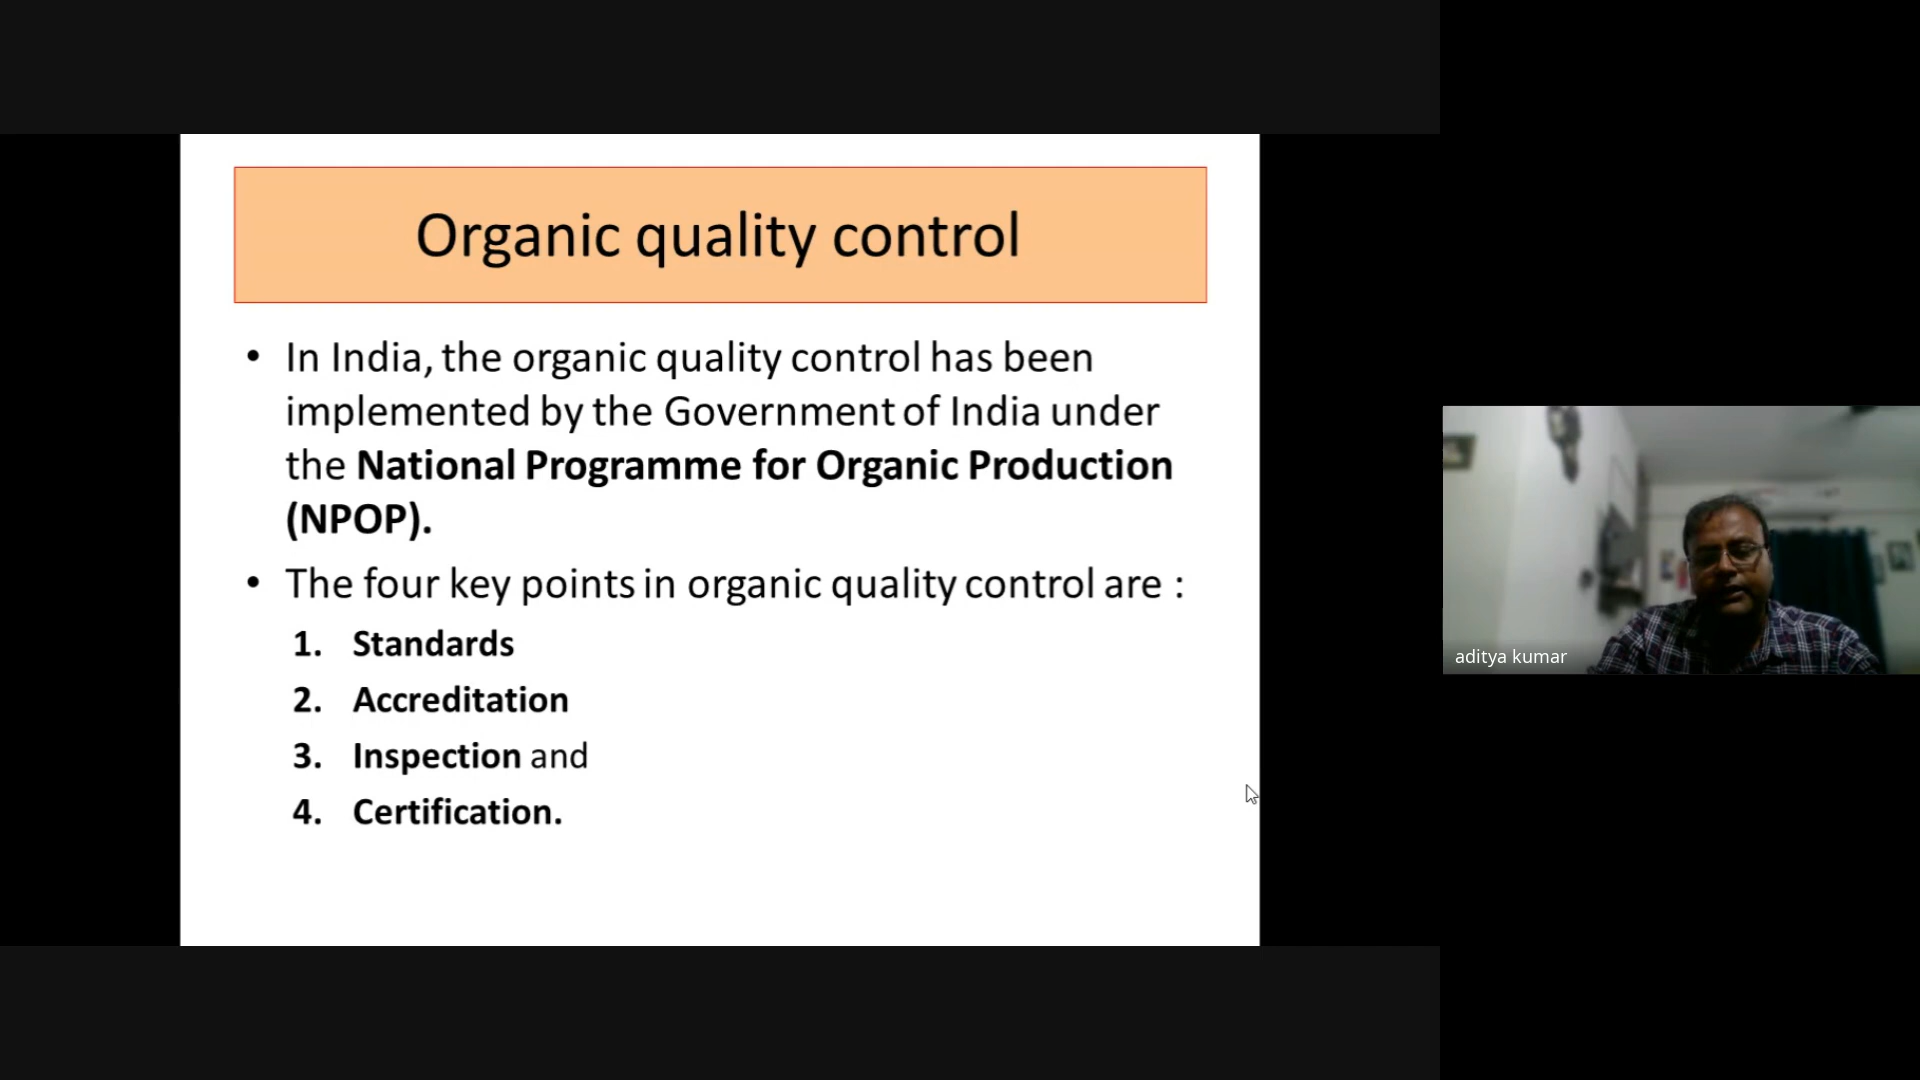 Organic quality control
• In India, the organic quality control has been
implemented by the Government of India under
the National Programme for Organic Production
(NPOP).
• The four key points in organic quality control are :
1. Standards
2. Accreditation
3. Inspection and
4. Certification.
aditya kumar